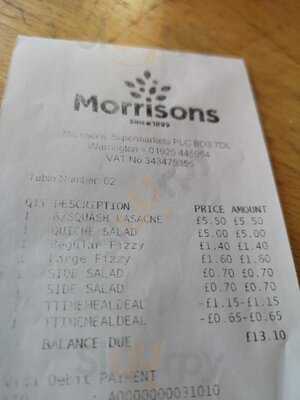 Morrisons
Since 1899
Morrisons Supermarkets PLC BD3 7DL
Warrington
VAT No 343475355
Table Number 02
QTY DESCRIPTION PRICE AMOUNT
1 B/SQUASH LASAGNE £5.50 £5.50
1 QUICHE SALAD £5.00 £5.00
1 Regular Fizzy £1.40 £1.40
1 Large Fizzy £1.60 £1.60
1 SIDE SALAD £0.70 £0.70
SIDE SALAD £0.70 £0.70
TTIMEMEALDEAL -£1.15-£1.15
TTIMEMEALDEAL -£0.65-£0.65
BALANCE DUE £13.10
Visa Debit PAYMENT
: A0000000031010